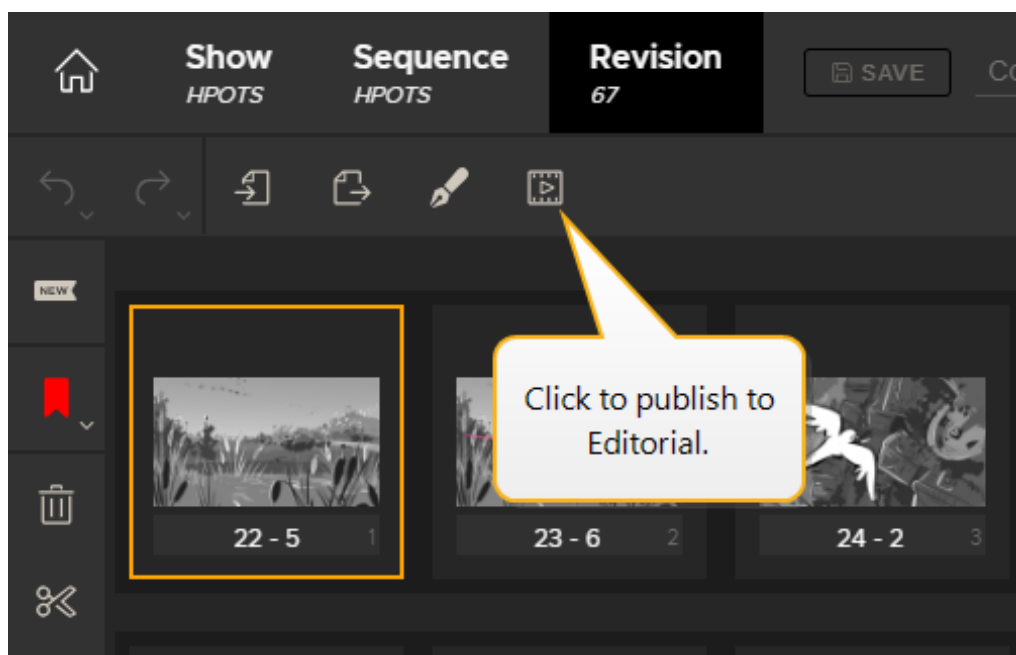 Show
HPOTS
Sequence
HPOTS
Revision
67
SAVE
Co
NEW
Click to publish to
Editorial.
22 - 5
1
23 - 6
2
24 - 2
3